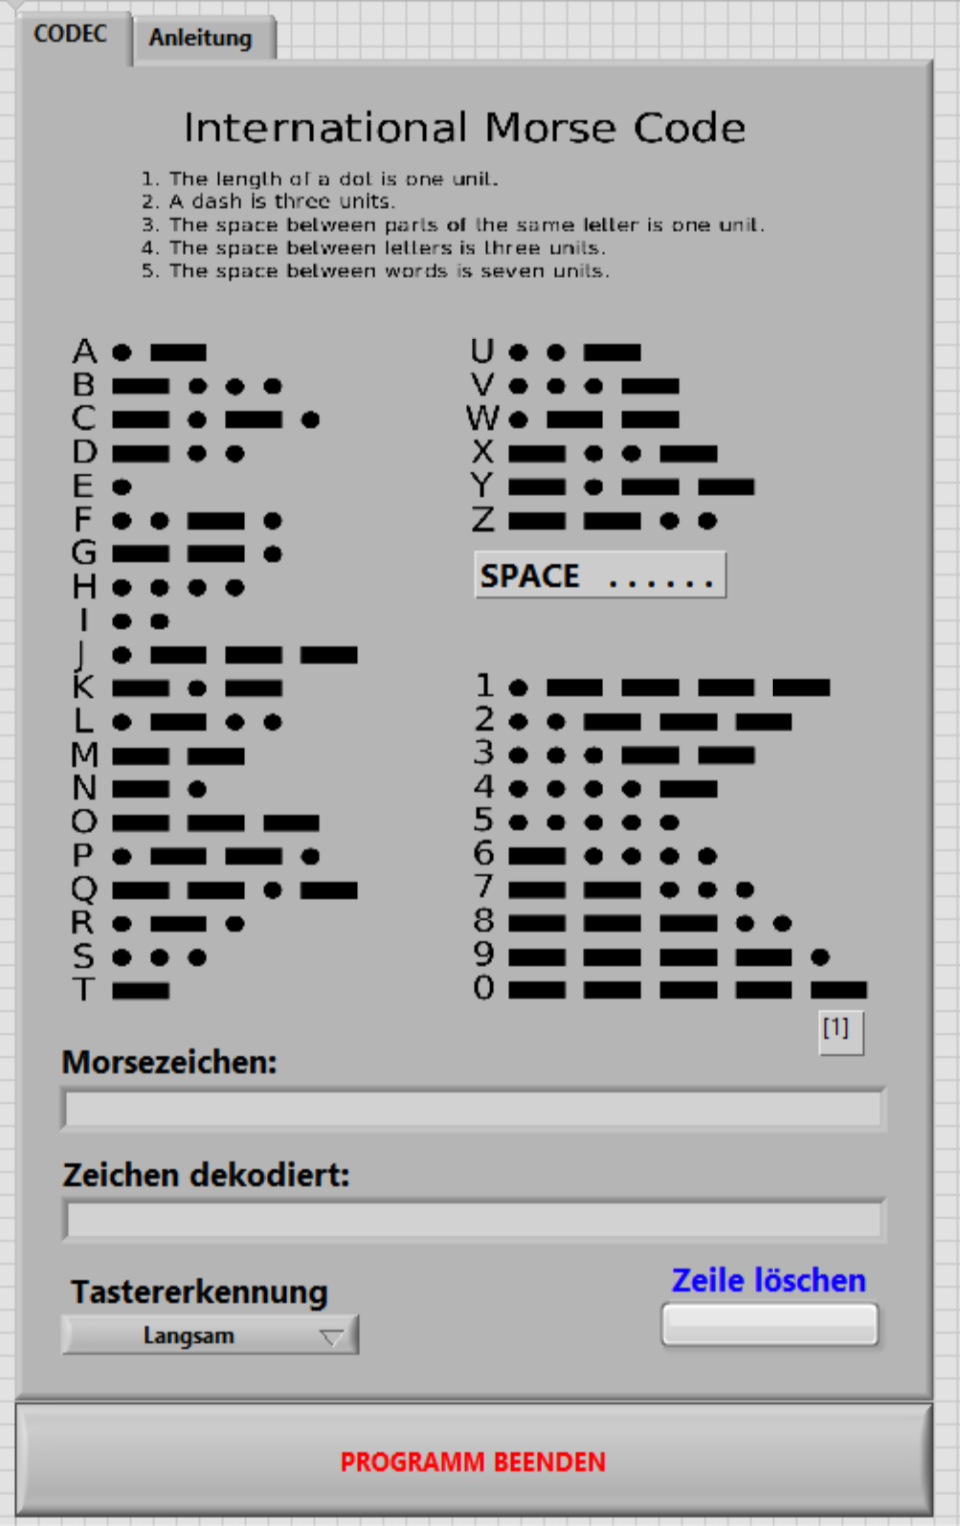 CODEC
Anleitung
International Morse Code
1. The length of a dot is one unit.
2. A dash is three units.
3. The space between parts of the same letter is one unit.
4. The space between letters is three units.
5. The space between words is seven units.
A
B
C
D
E
F
G
H
I
J
K
L
M
N
O
P
Q
R
S
T
U
V
W
X
Y
Z
SPACE ......
1
2
3
4
5
6
7
8
9
0
[1]
Morsezeichen:
Zeichen dekodiert:
Tastererkennung
Langsam
Zeile löschen
PROGRAMM BEENDEN